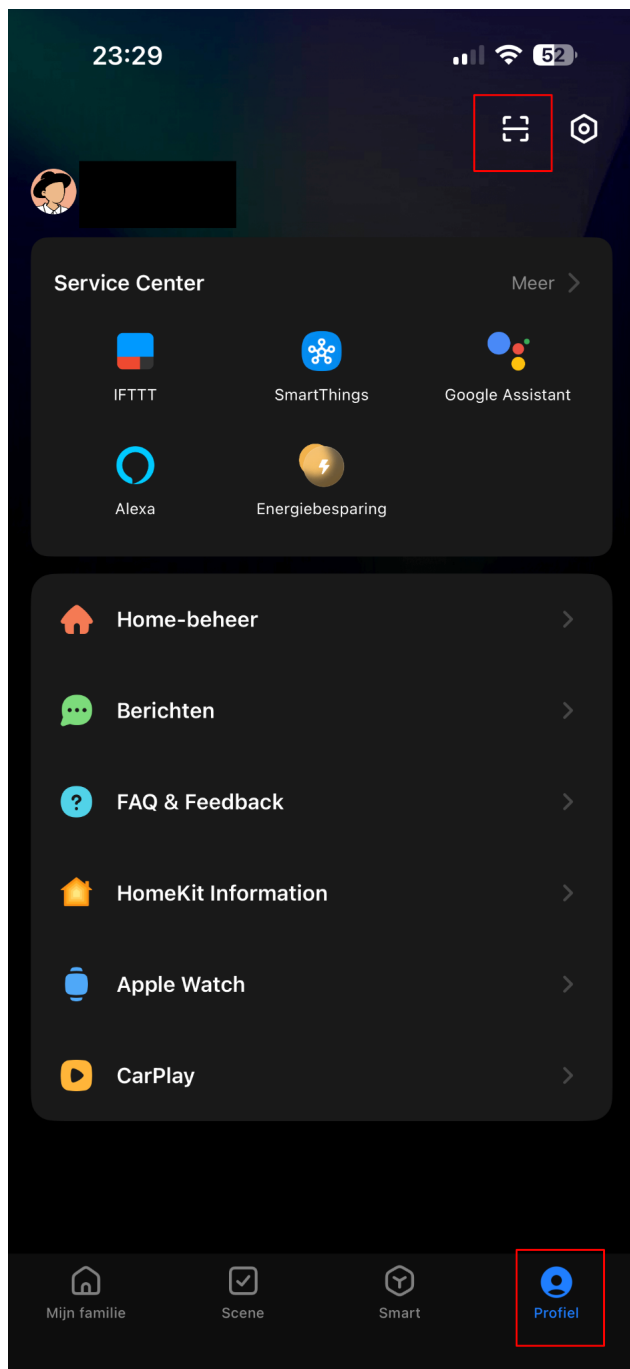 23:29
52
Service Center
Meer
IFTTT
SmartThings
Google Assistant
Alexa
Energiebesparing
Home-beheer
Berichten
FAQ & Feedback
HomeKit Information
Apple Watch
CarPlay
Mijn familie
Scene
Smart
Profiel